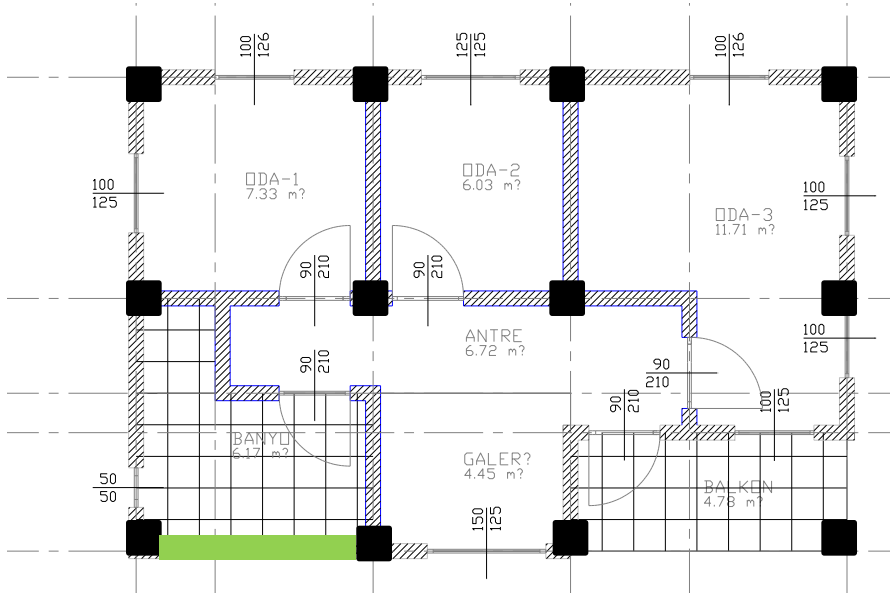 100
126
125
125
100
126
ODA-1
7.33 m?
ODA-2
6.03 m?
100
125
100
125
ODA-3
11.71 m?
90
210
90
210
ANTRE
6.72 m?
100
125
90
210
90
210
90
210
100
125
BANYO
6.17 m?
GALER?
4.45 m?
50
50
BALKON
4.78 m?
150
125